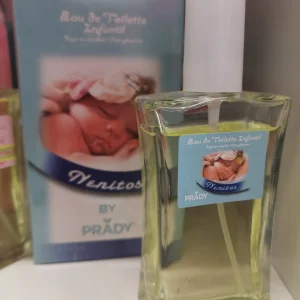 Eau de Toilette
Infantil
Nenitos
BY
PRADY
Eau de Toilette
Infantil
Nenitos
PRADY